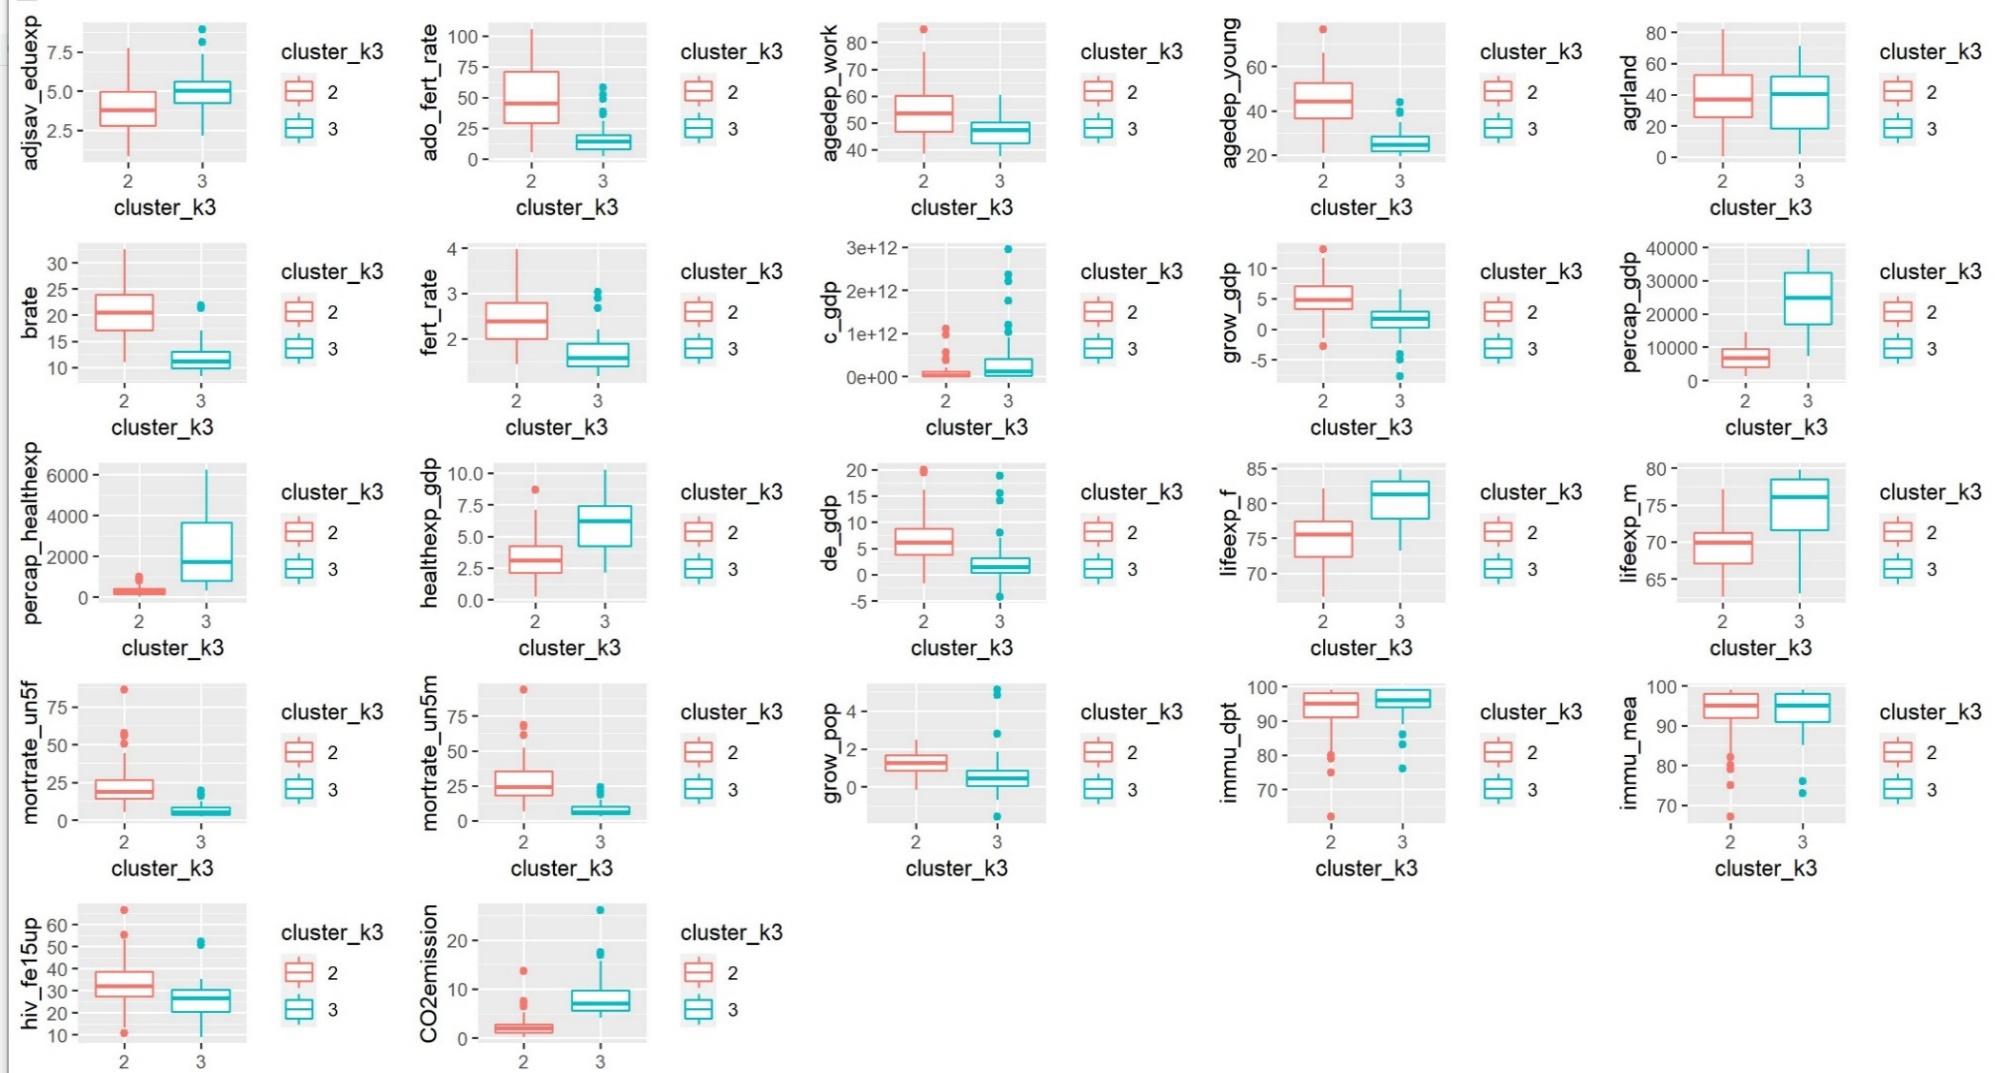 adjsav_eduexp
7.5
5.0
2.5
2 3
cluster_k3
cluster_k3
2
3
ado_fert_rate
100
75
50
25
0
2 3
cluster_k3
cluster_k3
2
3
agedep_work
80
70
60
50
40
2 3
cluster_k3
cluster_k3
2
3
agedep_young
60
40
20
2 3
cluster_k3
cluster_k3
2
3
agrland
80
60
40
20
0
2 3
cluster_k3
cluster_k3
2
3
brate
30
25
20
15
10
2 3
cluster_k3
cluster_k3
2
3
fert_rate
4
3
2
2 3
cluster_k3
cluster_k3
2
3
c_gdp
3e+12
2e+12
1e+12
0e+00
2 3
cluster_k3
cluster_k3
2
3
grow_gdp
10
5
0
-5
2 3
cluster_k3
cluster_k3
2
3
percap_gdp
40000
30000
20000
10000
0
2 3
cluster_k3
cluster_k3
2
3
percap_healthexp
6000
4000
2000
0
2 3
cluster_k3
cluster_k3
2
3
healthexp_gdp
10.0
7.5
5.0
2.5
0.0
2 3
cluster_k3
cluster_k3
2
3
de_gdp
20
15
10
5
0
-5
2 3
cluster_k3
cluster_k3
2
3
lifeexp_f
85
80
75
70
2 3
cluster_k3
cluster_k3
2
3
lifeexp_m
80
75
70
65
2 3
cluster_k3
cluster_k3
2
3
mortrate_un5f
75
50
25
0
2 3
cluster_k3
cluster_k3
2
3
mortrate_un5m
75
50
25
0
2 3
cluster_k3
cluster_k3
2
3
grow_pop
4
2
0
2 3
cluster_k3
cluster_k3
2
3
immu_dpt
100
90
80
70
2 3
cluster_k3
cluster_k3
2
3
immu_mea
100
90
80
70
2 3
cluster_k3
cluster_k3
2
3
hiv_fe15up
60
50
40
30
20
10
2 3
cluster_k3
2
3
CO2emission
20
10
0
2 3
cluster_k3
2
3